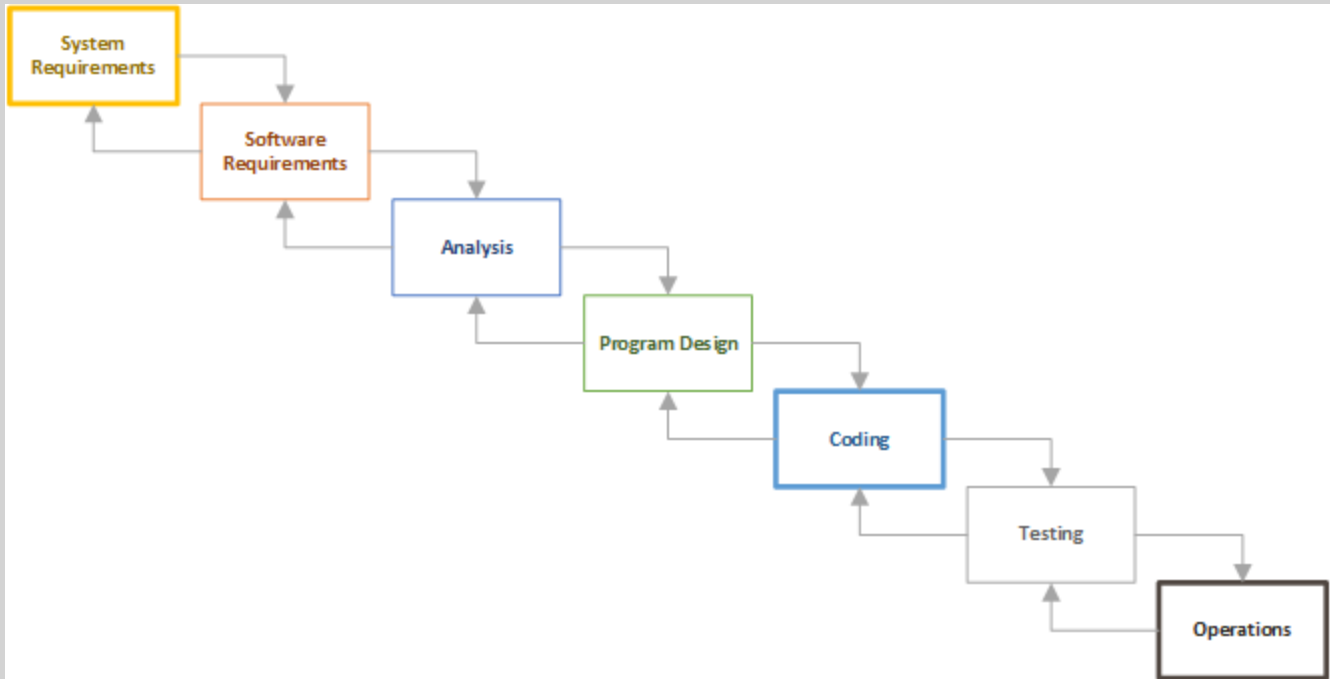 System
Requirements
Software
Requirements
Analysis
Program Design
Coding
Testing
Operations